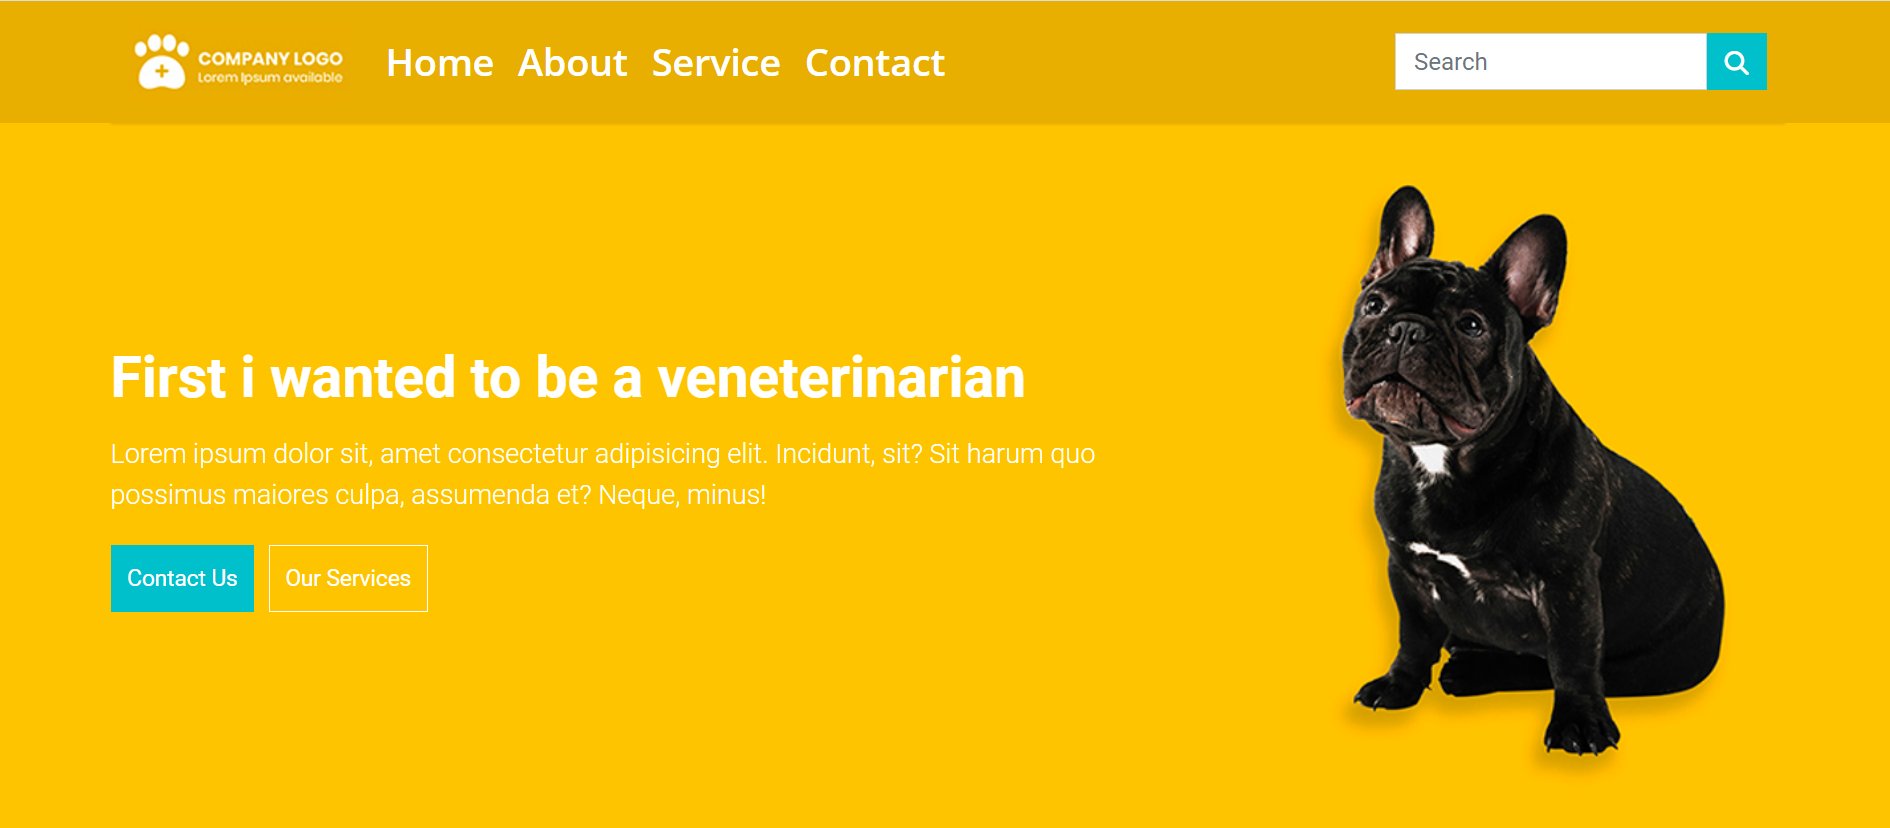 COMPANY LOGO
Lorem Ipsum available
Home About Service Contact
Search
First i wanted to be a veneterinarian
Lorem ipsum dolor sit, amet consectetur adipisicing elit. Incidunt, sit? Sit harum quo
possimus maiores culpa, assumenda et? Neque, minus!
Contact Us
Our Services